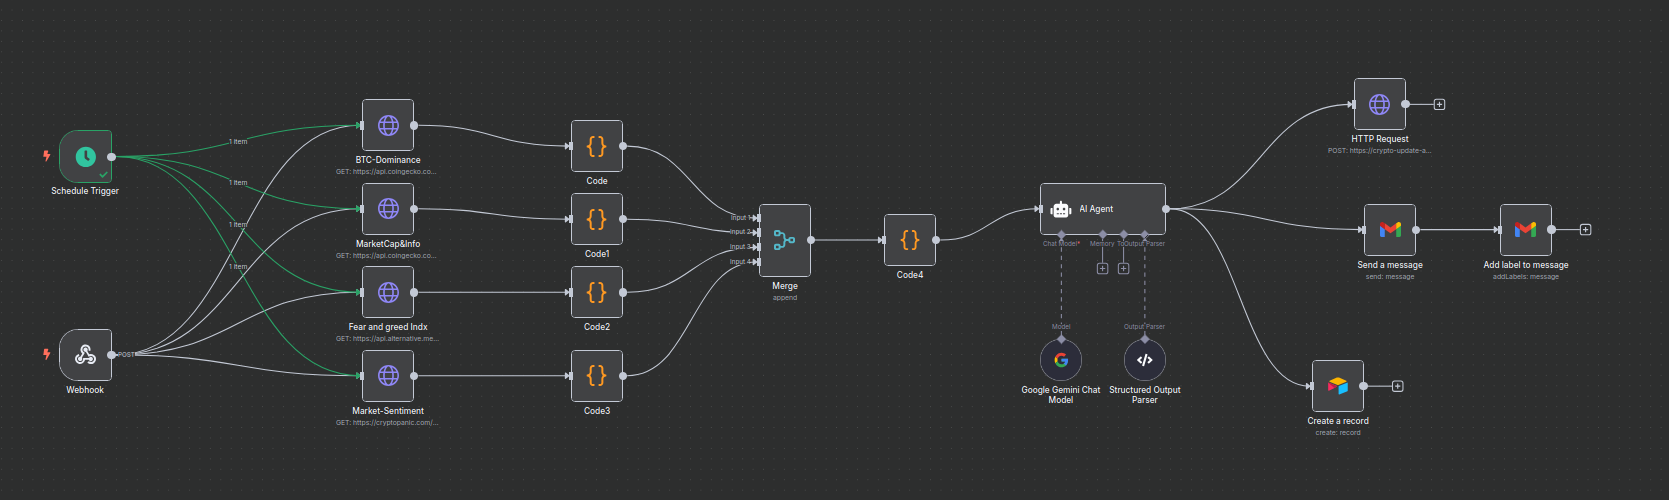 Schedule Trigger
Webhook
POST
1 item
1 item
1 item
1 item
BTC-Dominance
GET: https://api.coingecko.co...
MarketCap&Info
GET: https://api.coingecko.co...
Fear and greed Indx
GET: https://api.alternative.me...
Market-Sentiment
GET: https://cryptopanic.com/...
{}
Code
{}
Code1
{}
Code2
{}
Code3
Input 1
Input 2
Input 3
Input 4
Merge
append
{}
Code4
AI Agent
Chat Model*
Memory
Output Parser
Model
Output Parser
Google Gemini Chat
Model
</>
Structured Output
Parser
HTTP Request
POST: https://crypto-update-a...
Send a message
send: message
Add label to message
addLabels: message
Create a record
create: record